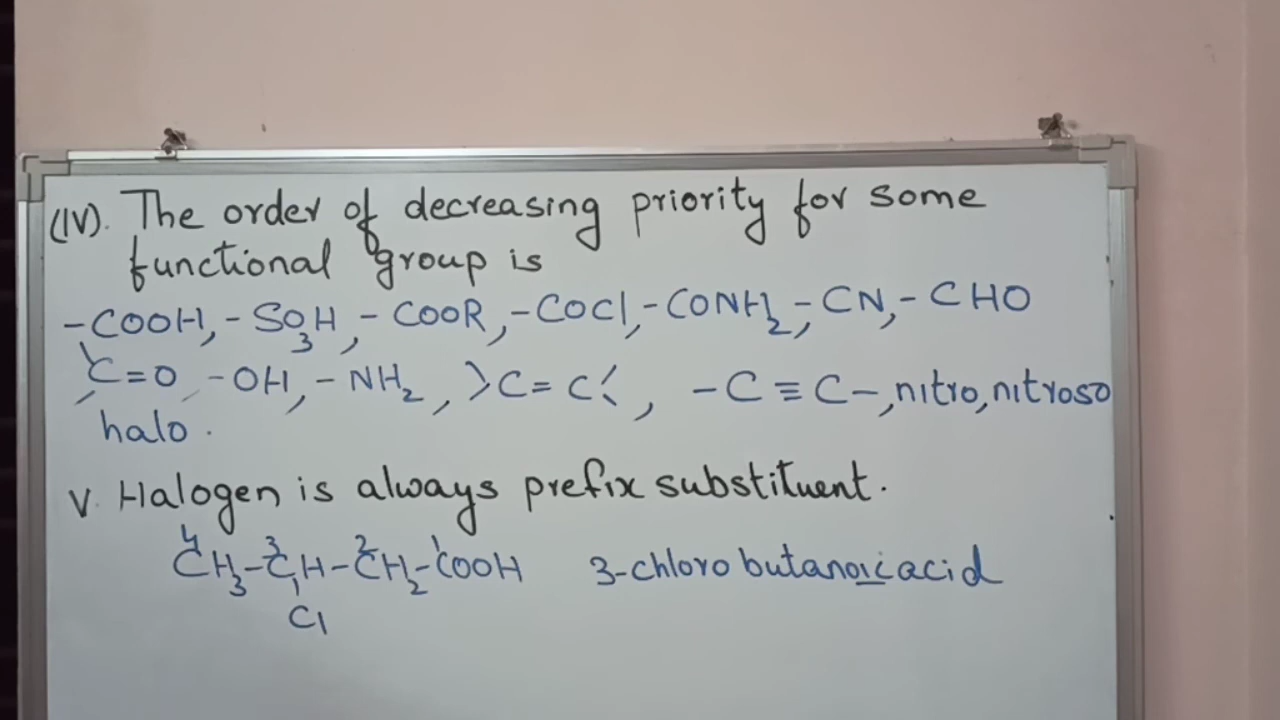 (IV). The order of decreasing priority for some
functional group is
-COOH, -SO₃H, -COOR, -COCl, -CONH₂, -CN, -CHO
>C=O, -OH, -NH₂, >C=C<, -C≡C-, nitro, nitroso
halo.
V. Halogen is always prefix substituent.
4 3 2 1
CH₃-CH-CH₂-COOH 3-chloro butanoic acid
Cl